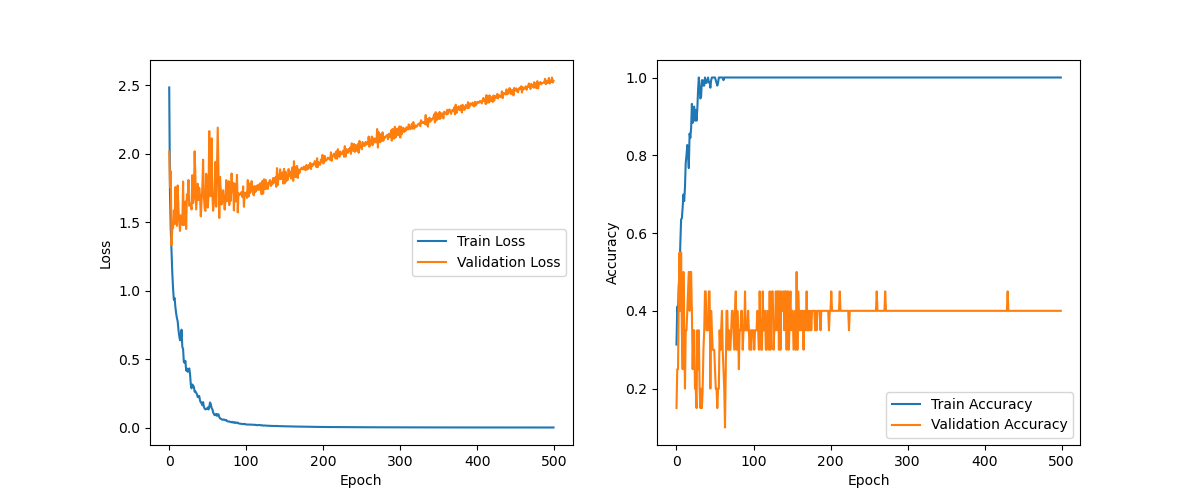 2.5
2.0
1.5
1.0
0.5
0.0
Loss
0 100 200 300 400 500
Epoch
Train Loss
Validation Loss
1.0
0.8
0.6
0.4
0.2
Accuracy
0 100 200 300 400 500
Epoch
Train Accuracy
Validation Accuracy